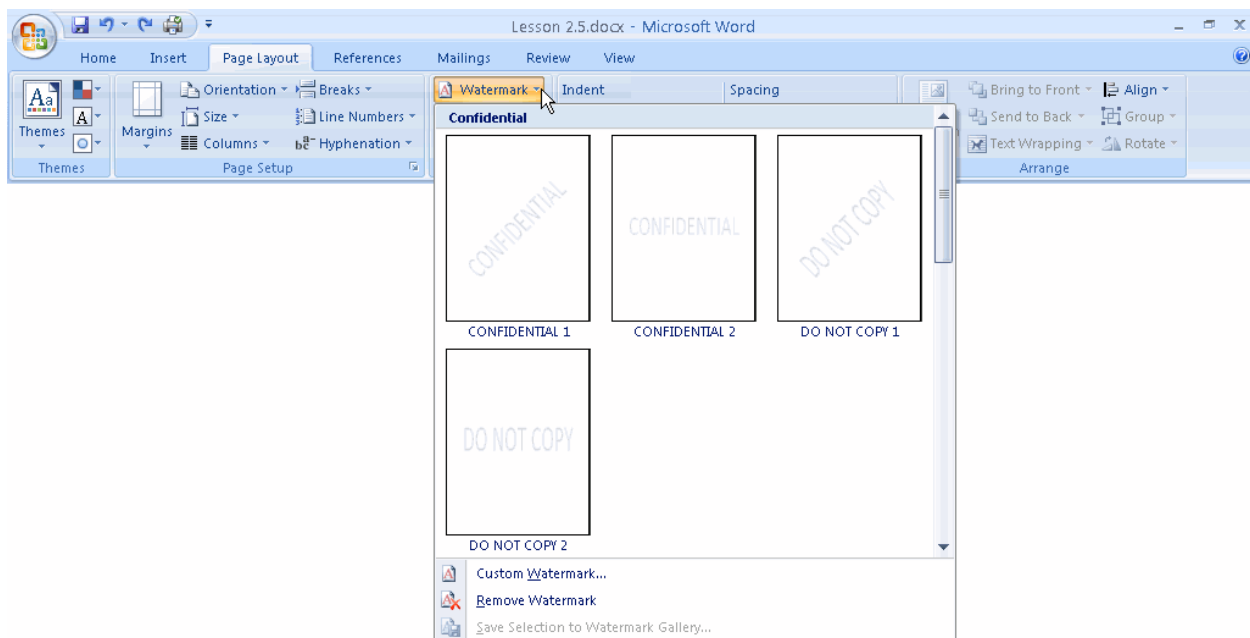 Lesson 2.5.docx - Microsoft Word
Home Insert Page Layout References Mailings Review View
Aa
A
Themes
Margins
Orientation
Size
Columns
Breaks
Line Numbers
Hyphenation
Themes
Page Setup
Watermark
Indent
Spacing
Bring to Front
Send to Back
Text Wrapping
Align
Group
Rotate
Arrange
Confidential
CONFIDENTIAL
CONFIDENTIAL 1
CONFIDENTIAL
CONFIDENTIAL 2
DO NOT COPY
DO NOT COPY 1
DO NOT COPY
DO NOT COPY 2
Custom Watermark...
Remove Watermark
Save Selection to Watermark Gallery...